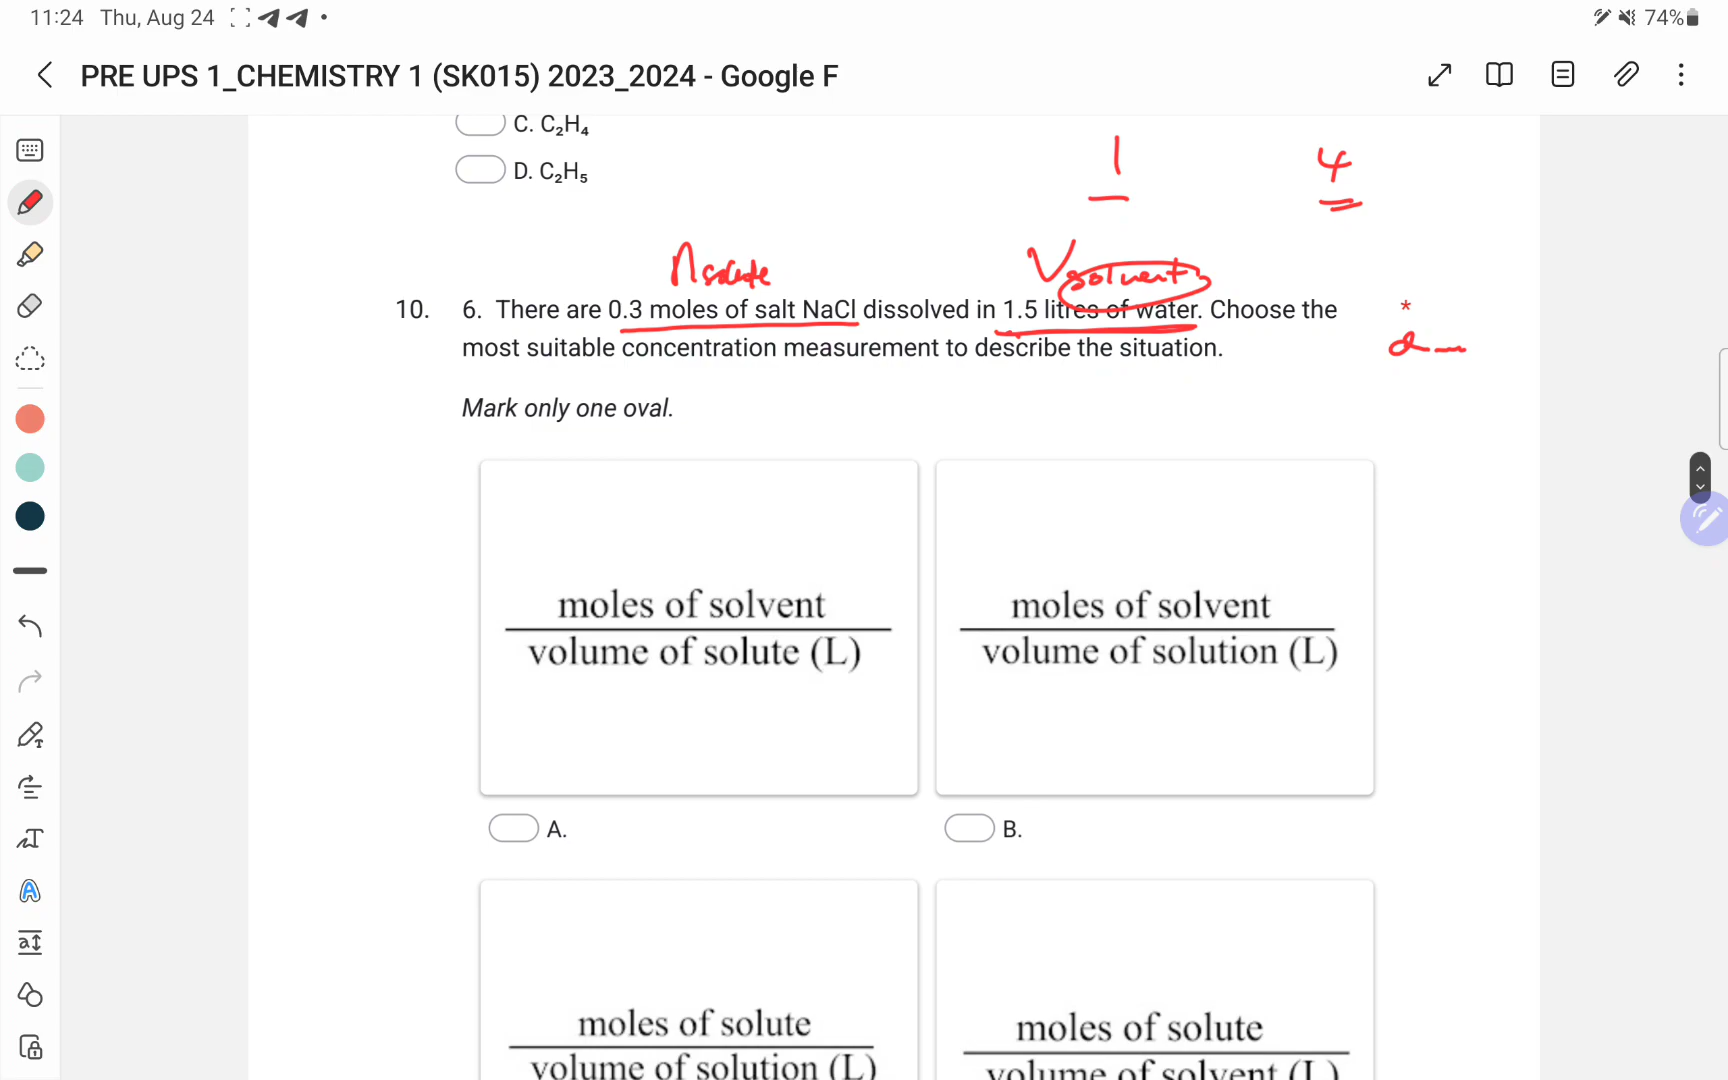 11:24 Thu, Aug 24
74%
PRE UPS 1_CHEMISTRY 1 (SK015) 2023_2024 - Google F
C. C₂H₄
D. C₂H₅
1
4
n solute
V solvent
10. 6. There are 0.3 moles of salt NaCl dissolved in 1.5 litres of water. Choose the *
most suitable concentration measurement to describe the situation.
Mark only one oval.
moles of solvent
volume of solute (L)
moles of solvent
volume of solution (L)
A.
B.
moles of solute
volume of solution (L)
moles of solute
volume of solvent (L)